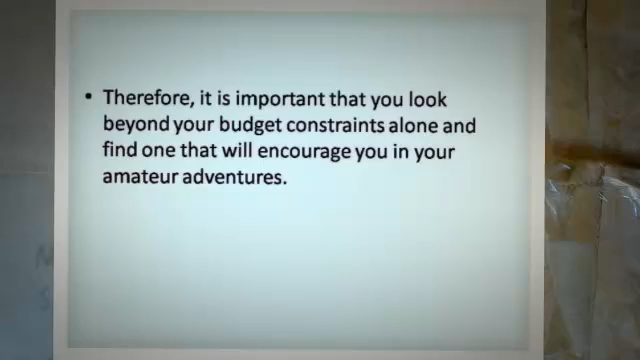 • Therefore, it is important that you look
beyond your budget constraints alone and
find one that will encourage you in your
amateur adventures.